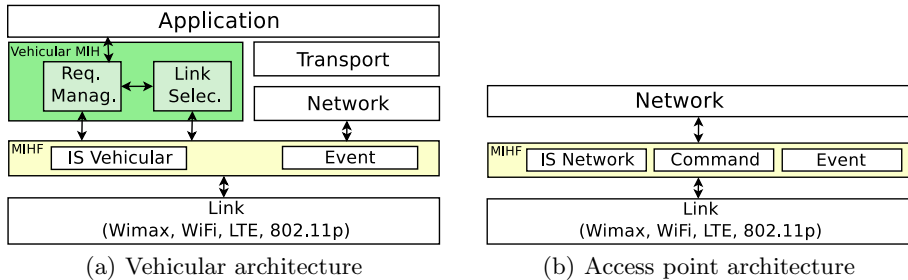 Application
Vehicular MIH
Req.
Manag.
Link
Selec.
Transport
Network
MIHF
IS Vehicular
Event
Link
(Wimax, WiFi, LTE, 802.11p)
(a) Vehicular architecture
Network
MIHF
IS Network
Command
Event
Link
(Wimax, WiFi, LTE, 802.11p)
(b) Access point architecture